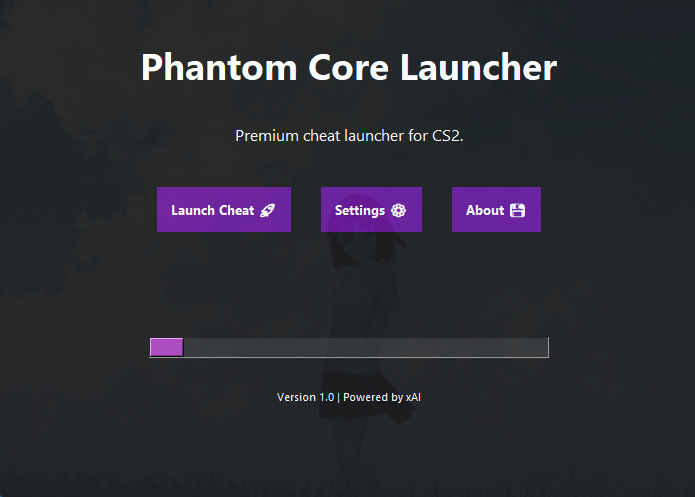 Phantom Core Launcher
Premium cheat launcher for CS2.
Launch Cheat 🚀 Settings ⚙ About 💾
Version 1.0 | Powered by xAI